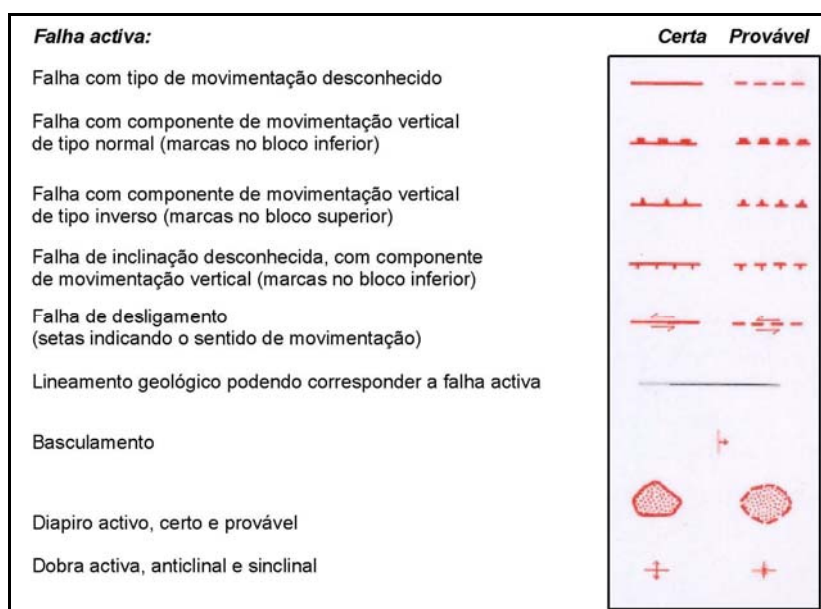 Falha activa: Certa Provável
Falha com tipo de movimentação desconhecido
Falha com componente de movimentação vertical
de tipo normal (marcas no bloco inferior)
Falha com componente de movimentação vertical
de tipo inverso (marcas no bloco superior)
Falha de inclinação desconhecida, com componente
de movimentação vertical (marcas no bloco inferior)
Falha de desligamento
(setas indicando o sentido de movimentação)
Lineamento geológico podendo corresponder a falha activa
Basculamento
Diapiro activo, certo e provável
Dobra activa, anticlinal e sinclinal